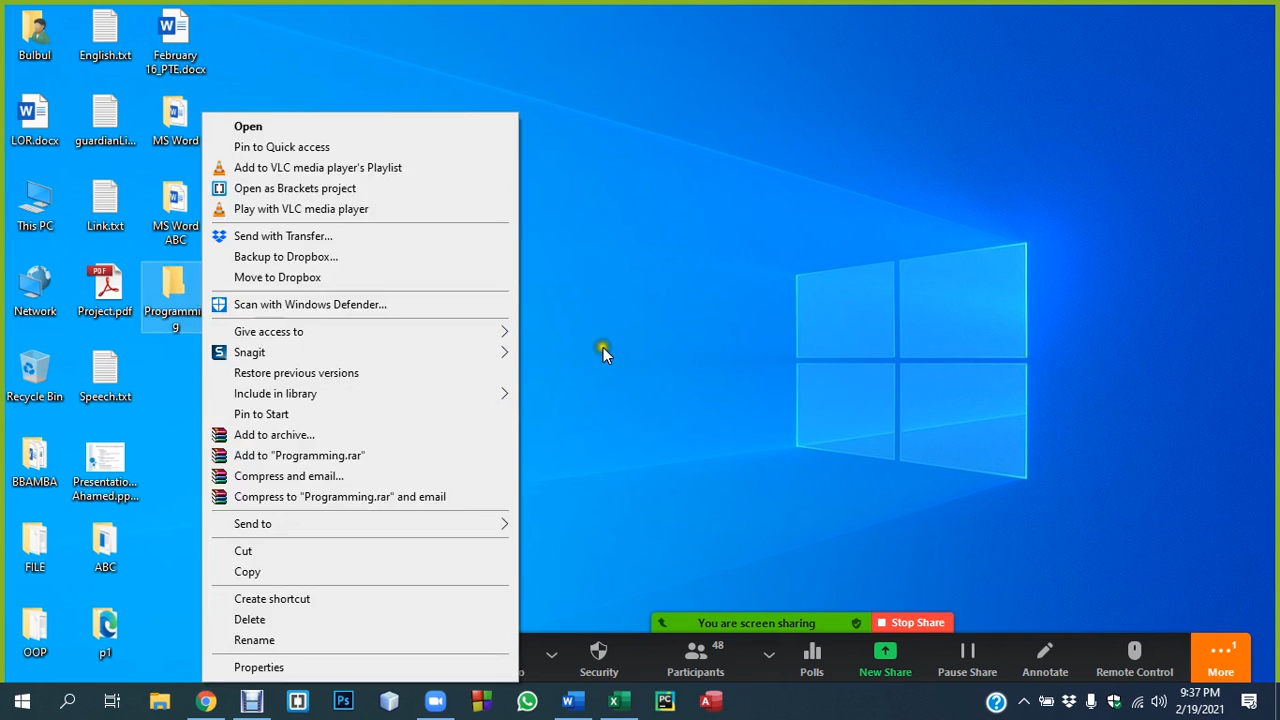 Bulbul
English.txt
February
16_PTE.docx
LOR.docx
guardianLi...
MS Word
This PC
Link.txt
MS Word
ABC
Network
Project.pdf
Programmin
g
Recycle Bin
Speech.txt
BBAMBA
Presentation
Ahamed.pp...
FILE
ABC
OOP
p1
Open
Pin to Quick access
Add to VLC media player's Playlist
Open as Brackets project
Play with VLC media player
Send with Transfer...
Backup to Dropbox...
Move to Dropbox
Scan with Windows Defender...
Give access to
Snagit
Restore previous versions
Include in library
Pin to Start
Add to archive...
Add to "Programming.rar"
Compress and email...
Compress to "Programming.rar" and email
Send to
Cut
Copy
Create shortcut
Delete
Rename
Properties
You are screen sharing
Stop Share
Security
48
Participants
Polls
New Share
Pause Share
Annotate
Remote Control
1
More
9:37 PM
2/19/2021